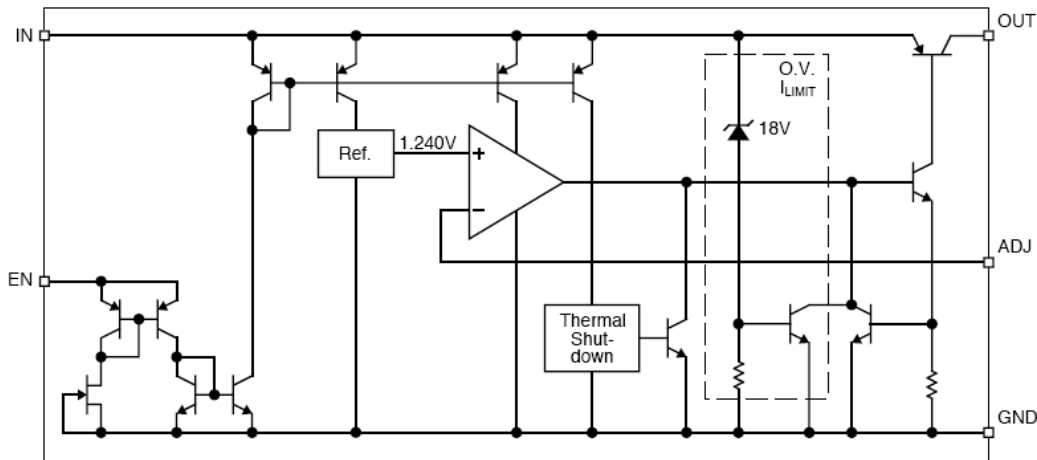 IN
OUT
O.V.
ILIMIT
18V
Ref.
1.240V
+
−
ADJ
EN
Thermal
Shut-
down
GND